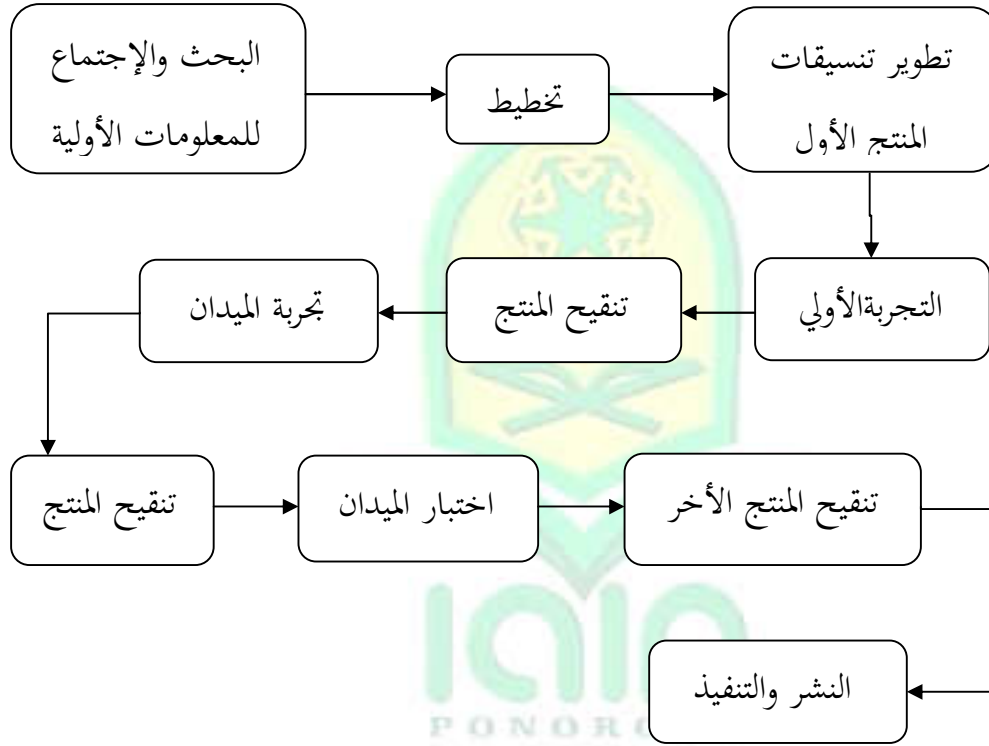 البحث والإجتماع
للمعلومات الأولية
تخطيط
تطوير تنسيقات
المنتج الأول
التجربةالأولي
تنقيح المنتج
تجربة الميدان
تنقيح المنتج
اختبار الميدان
تنقيح المنتج الأخر
النشر والتنفيذ
iain